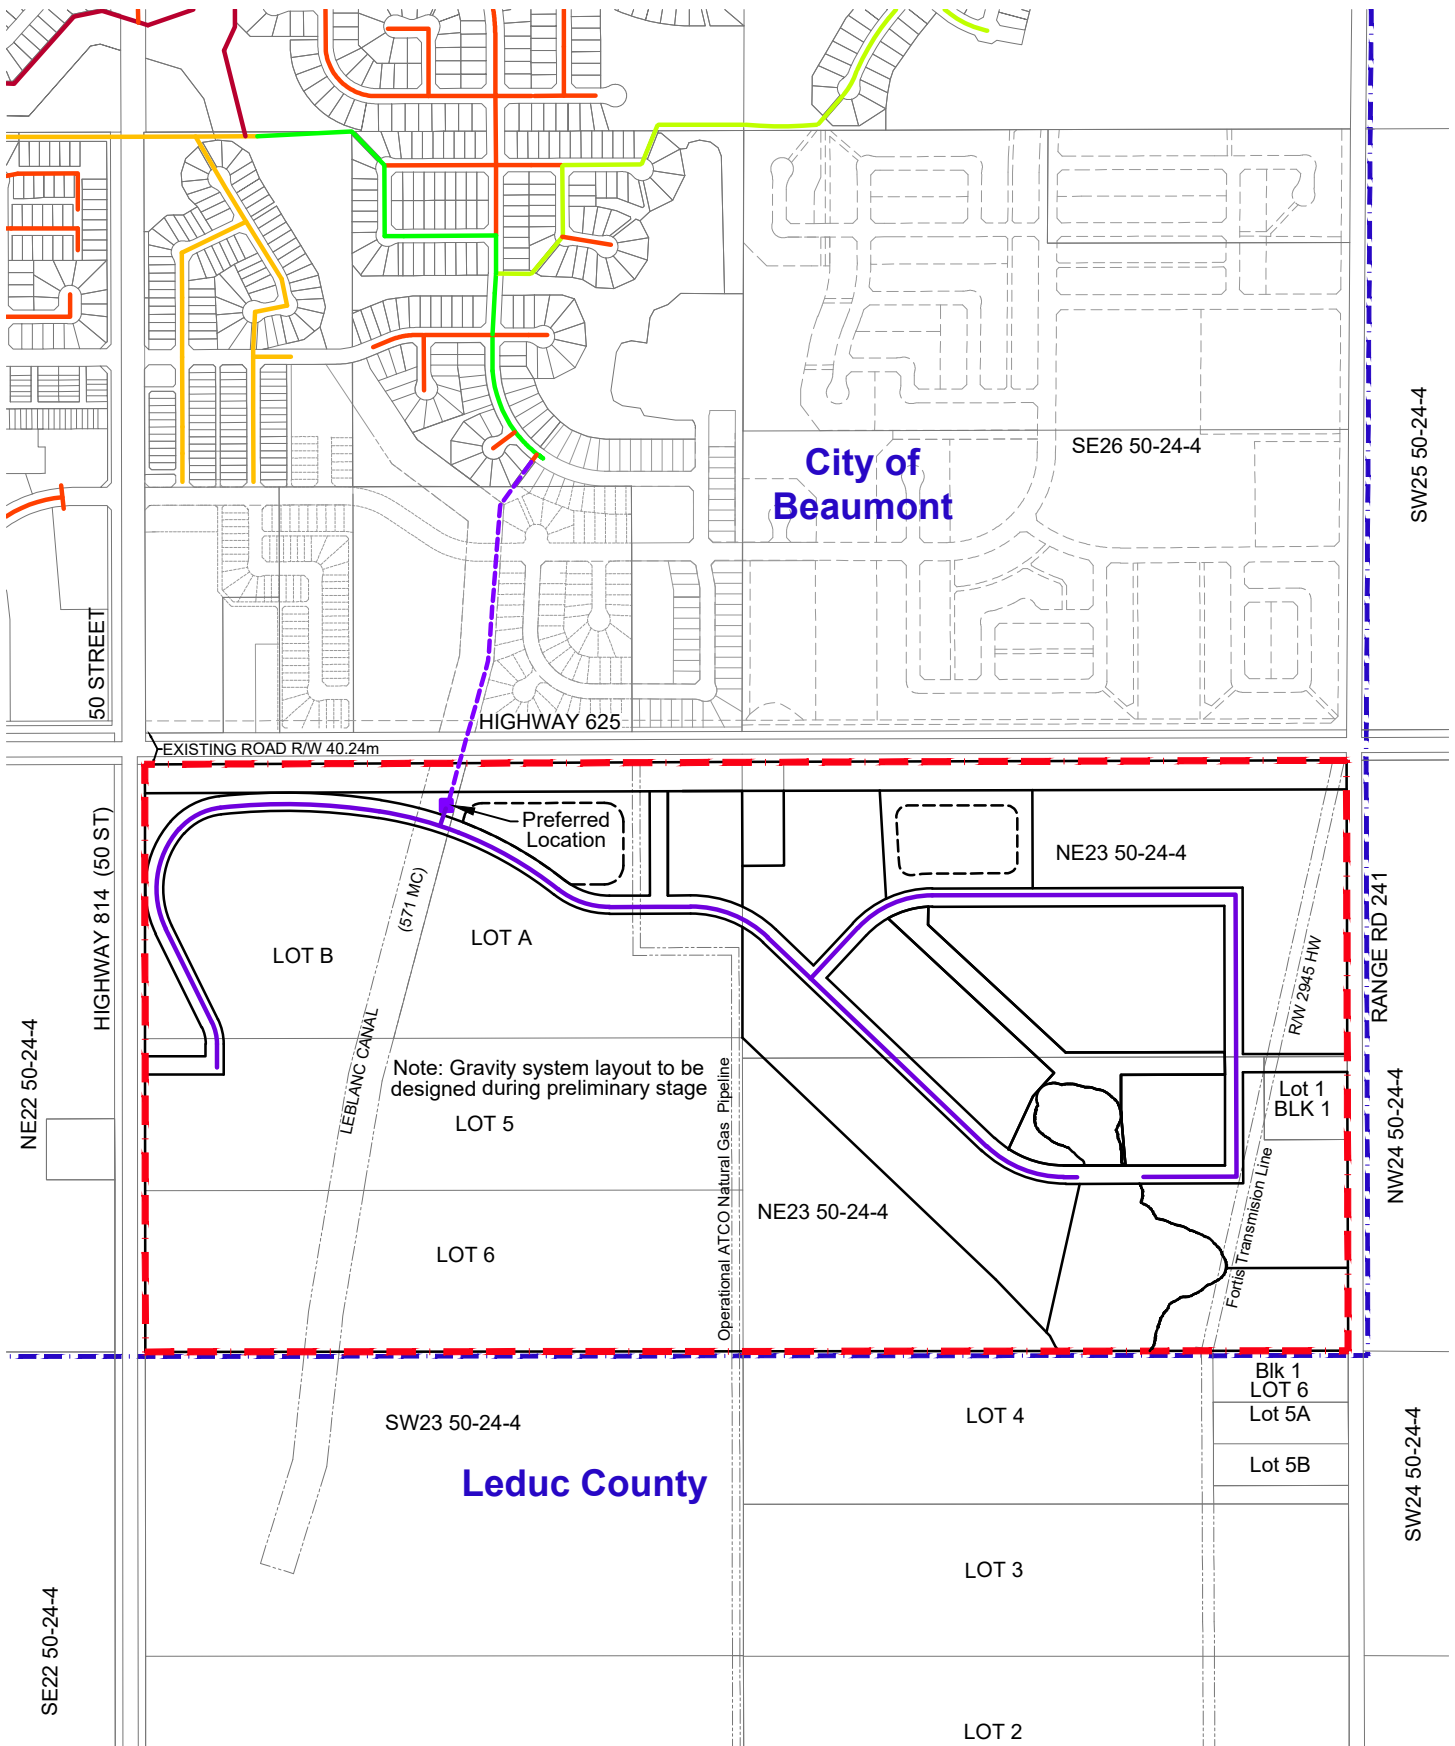 City of
Beaumont
SE26 50-24-4
SW25 50-24-4
50 STREET
HIGHWAY 625
EXISTING ROAD R/W 40.24m
Preferred
Location
NE23 50-24-4
HIGHWAY 814 (50 ST)
(571 MC)
LOT A
LOT B
RANGE RD 241
R/W 2945 HW
NE22 50-24-4
LEBLANC CANAL
Note: Gravity system layout to be
designed during preliminary stage
LOT 5
Operational ATCO Natural Gas Pipeline
Lot 1
BLK 1
NW24 50-24-4
NE23 50-24-4
Fortis Transmision Line
LOT 6
Blk 1
LOT 6
Lot 5A
Lot 5B
SW23 50-24-4
LOT 4
Leduc County
SW24 50-24-4
LOT 3
SE22 50-24-4
LOT 2